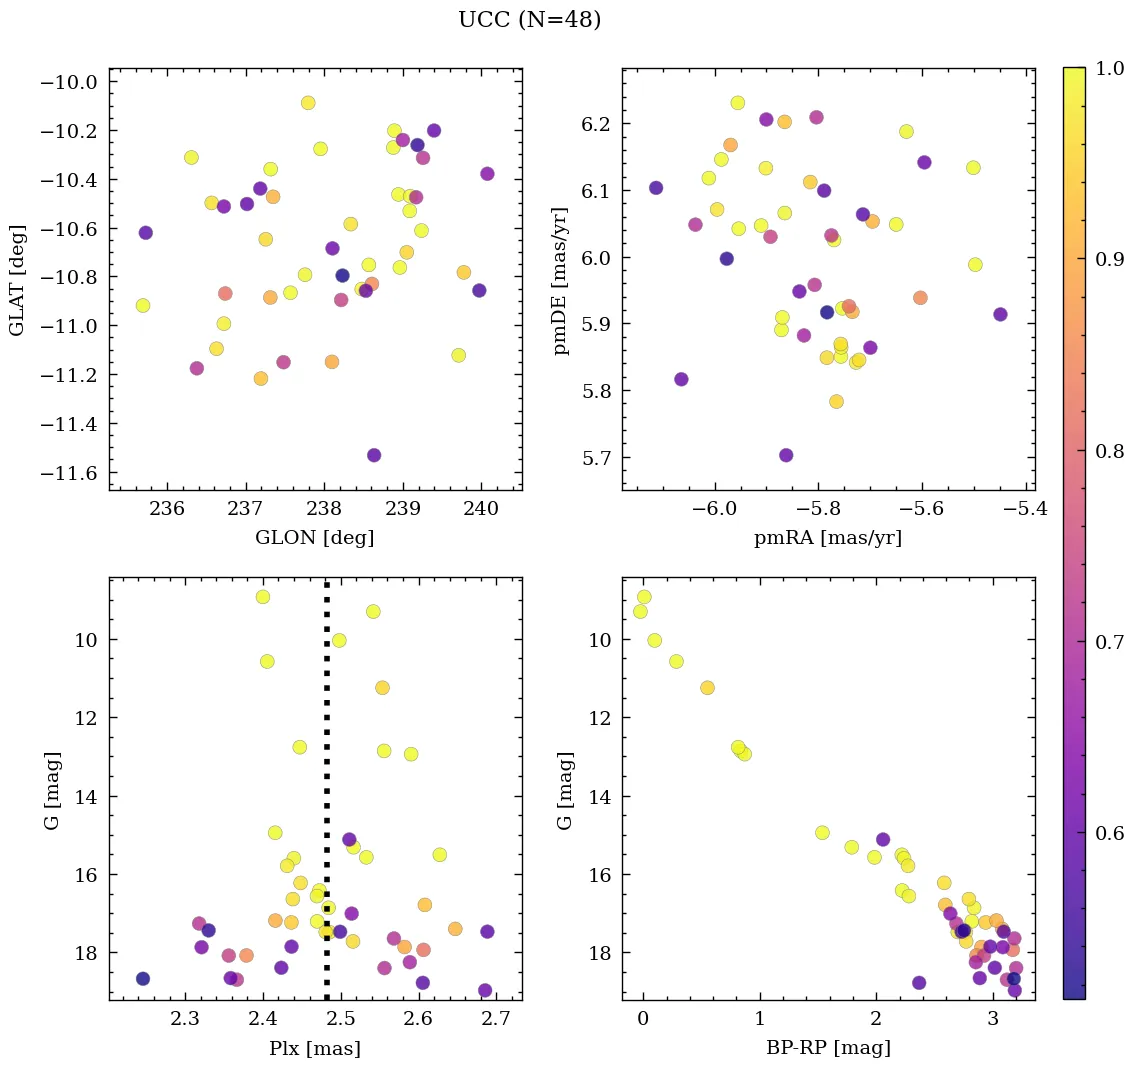 UCC (N=48)
−10.0
−10.2
−10.4
−10.6
−10.8
−11.0
−11.2
−11.4
−11.6
GLAT [deg]
236 237 238 239 240
GLON [deg]
6.2
6.1
6.0
5.9
5.8
5.7
pmDE [mas/yr]
−6.0 −5.8 −5.6 −5.4
pmRA [mas/yr]
1.0
0.9
0.8
0.7
0.6
10
12
14
16
18
G [mag]
2.3 2.4 2.5 2.6 2.7
Plx [mas]
10
12
14
16
18
G [mag]
0 1 2 3
BP-RP [mag]